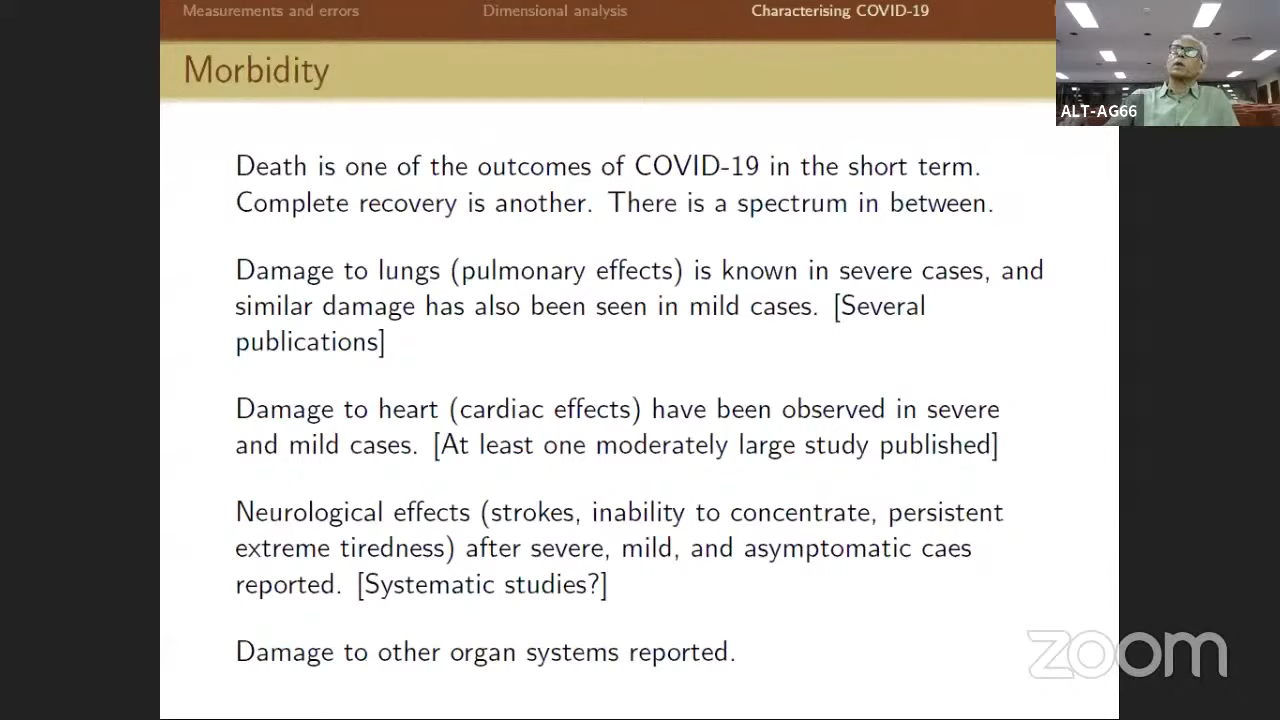 Measurements and errors
Dimensional analysis
Characterising COVID-19
Morbidity
ALT-AG66
Death is one of the outcomes of COVID-19 in the short term.
Complete recovery is another. There is a spectrum in between.
Damage to lungs (pulmonary effects) is known in severe cases, and
similar damage has also been seen in mild cases. [Several
publications]
Damage to heart (cardiac effects) have been observed in severe
and mild cases. [At least one moderately large study published]
Neurological effects (strokes, inability to concentrate, persistent
extreme tiredness) after severe, mild, and asymptomatic caes
reported. [Systematic studies?]
Damage to other organ systems reported.
zoom